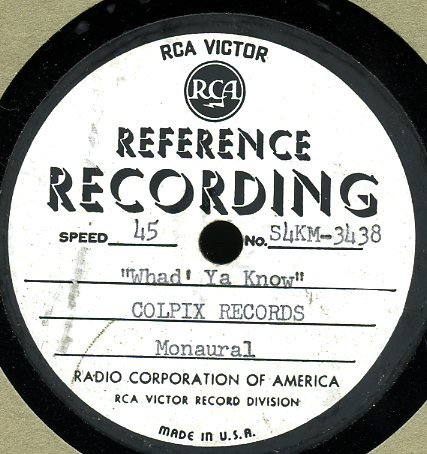 RCA VICTOR
RCA
REFERENCE
RECORDING
SPEED 45 No. S4KM-3438
"Whad' Ya Know"
COLPIX RECORDS
Monaural
RADIO CORPORATION OF AMERICA
RCA VICTOR RECORD DIVISION
MADE IN U.S.A.